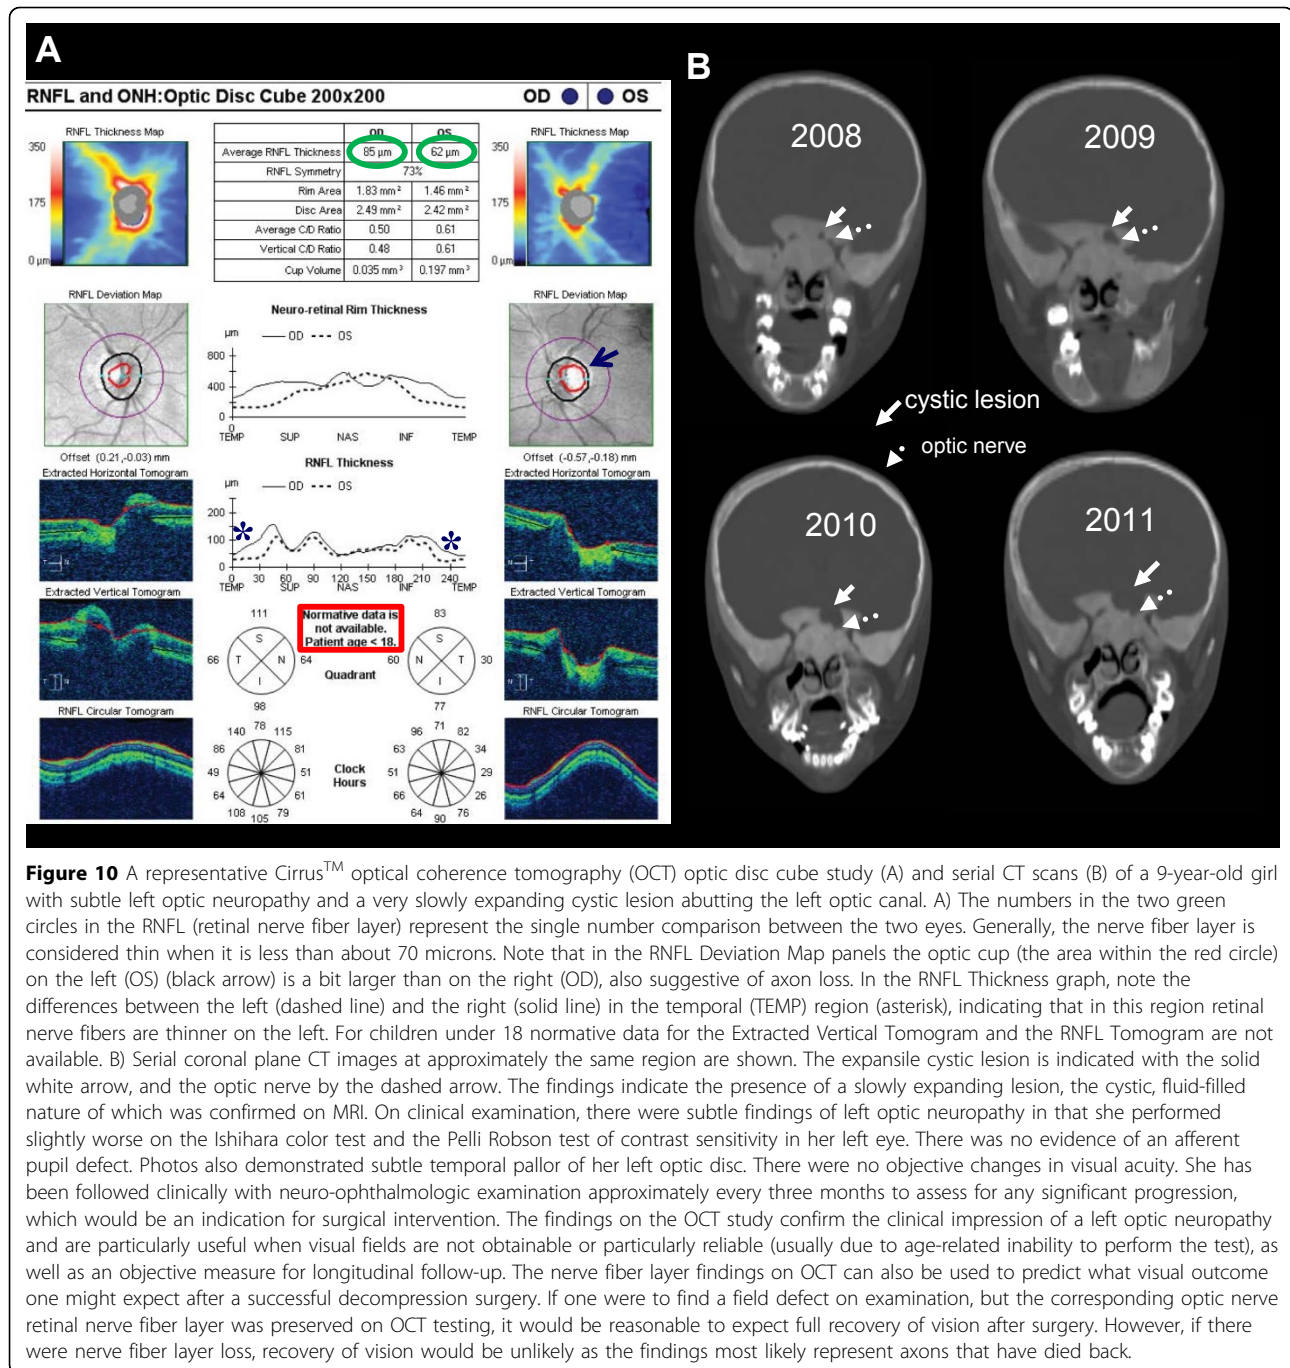 A
RNFL and ONH:Optic Disc Cube 200x200 OD OS
RNFL Thickness Map
350
175
0 µm
OD OS
Average RNFL Thickness 85 µm 62 µm
RNFL Symmetry 73%
Rim Area 1.83 mm² 1.46 mm²
Disc Area 2.49 mm² 2.42 mm²
Average C/D Ratio 0.50 0.61
Vertical C/D Ratio 0.48 0.61
Cup Volume 0.035 mm³ 0.197 mm³
RNFL Thickness Map
350
175
0 µm
RNFL Deviation Map
Neuro-retinal Rim Thickness
µm OD OS
800
400
0
0
TEMP SUP NAS INF TEMP
RNFL Deviation Map
Offset (0.21,-0.03) mm
Extracted Horizontal Tomogram
T N
RNFL Thickness
µm OD OS
200
100
0
* *
0 30 60 90 120 150 180 210 240
TEMP SUP NAS INF TEMP
Offset (-0.57,-0.18) mm
Extracted Horizontal Tomogram
N T
Extracted Vertical Tomogram
T N
Normative data is
not available.
Patient age < 18.
111
66 S T N I 64
98
Quadrant
83
60 S N T I 30
77
Extracted Vertical Tomogram
N T
RNFL Circular Tomogram
78
140 115
86 81
49 51
64 61
108 79
105
Clock
Hours
71
96 82
63 34
51 29
66 26
64 76
90
RNFL Circular Tomogram
B
2008
2009
cystic lesion
optic nerve
2010
2011
Figure 10 A representative Cirrus™ optical coherence tomography (OCT) optic disc cube study (A) and serial CT scans (B) of a 9-year-old girl
with subtle left optic neuropathy and a very slowly expanding cystic lesion abutting the left optic canal. A) The numbers in the two green
circles in the RNFL (retinal nerve fiber layer) represent the single number comparison between the two eyes. Generally, the nerve fiber layer is
considered thin when it is less than about 70 microns. Note that in the RNFL Deviation Map panels the optic cup (the area within the red circle)
on the left (OS) (black arrow) is a bit larger than on the right (OD), also suggestive of axon loss. In the RNFL Thickness graph, note the
differences between the left (dashed line) and the right (solid line) in the temporal (TEMP) region (asterisk), indicating that in this region retinal
nerve fibers are thinner on the left. For children under 18 normative data for the Extracted Vertical Tomogram and the RNFL Tomogram are not
available. B) Serial coronal plane CT images at approximately the same region are shown. The expansile cystic lesion is indicated with the solid
white arrow, and the optic nerve by the dashed arrow. The findings indicate the presence of a slowly expanding lesion, the cystic, fluid-filled
nature of which was confirmed on MRI. On clinical examination, there were subtle findings of left optic neuropathy in that she performed
slightly worse on the Ishihara color test and the Pelli Robson test of contrast sensitivity in her left eye. There was no evidence of an afferent
pupil defect. Photos also demonstrated subtle temporal pallor of her left optic disc. There were no objective changes in visual acuity. She has
been followed clinically with neuro-ophthalmologic examination approximately every three months to assess for any significant progression,
which would be an indication for surgical intervention. The findings on the OCT study confirm the clinical impression of a left optic neuropathy
and are particularly useful when visual fields are not obtainable or particularly reliable (usually due to age-related inability to perform the test), as
well as an objective measure for longitudinal follow-up. The nerve fiber layer findings on OCT can also be used to predict what visual outcome
one might expect after a successful decompression surgery. If one were to find a field defect on examination, but the corresponding optic nerve
retinal nerve fiber layer was preserved on OCT testing, it would be reasonable to expect full recovery of vision after surgery. However, if there
were nerve fiber layer loss, recovery of vision would be unlikely as the findings most likely represent axons that have died back.